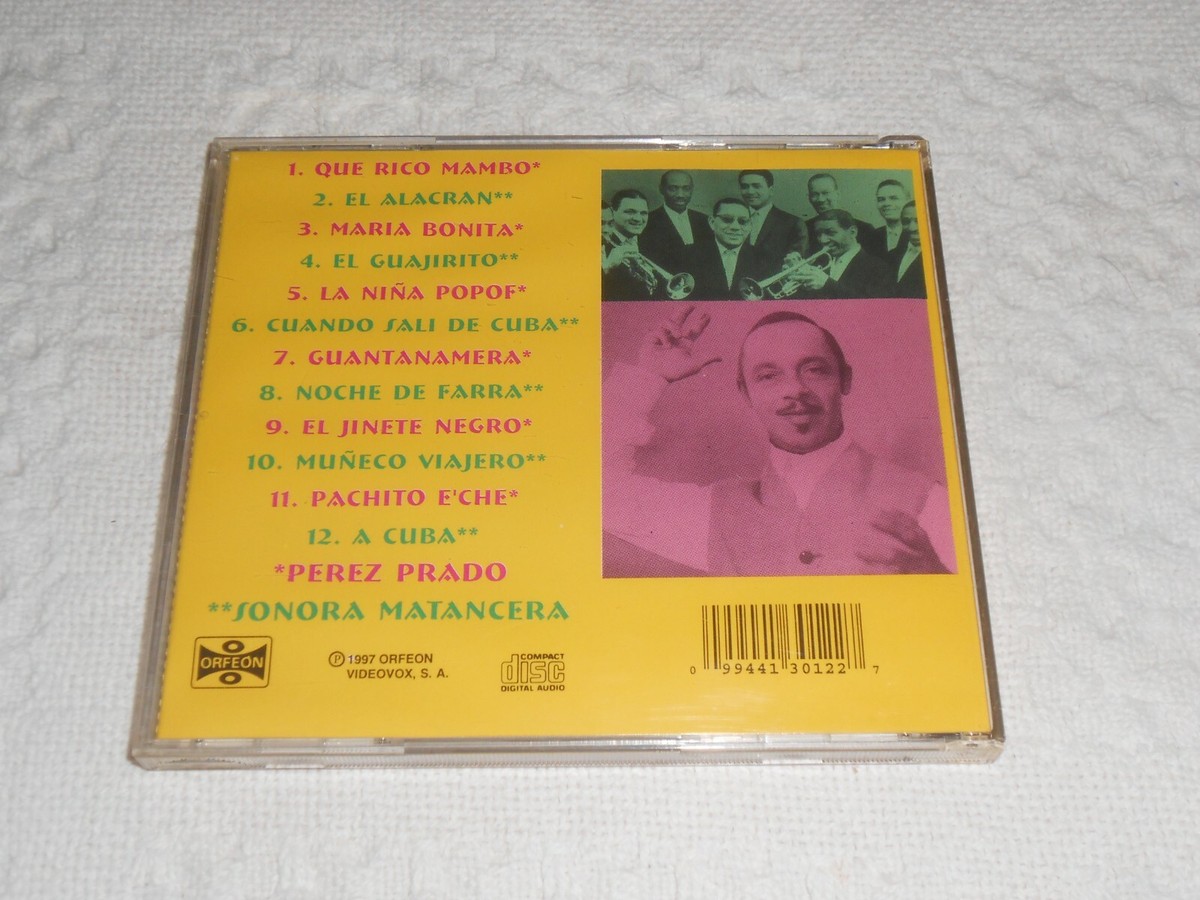 1. QUE RICO MAMBO*
2. EL ALACRAN**
3. MARIA BONITA*
4. EL GUAJIRITO**
5. LA NIÑA POPOF*
6. CUANDO SALI DE CUBA**
7. GUANTANAMERA*
8. NOCHE DE FARRA**
9. EL JINETE NEGRO*
10. MUÑECO VIAJERO**
11. PACHITO E'CHE*
12. A CUBA**
*PEREZ PRADO
**SONORA MATANCERA
ORFEÓN
Ⓟ1997 ORFEON
VIDEOVOX, S. A.
COMPACT
disc
DIGITAL AUDIO
0 99441 30122 7